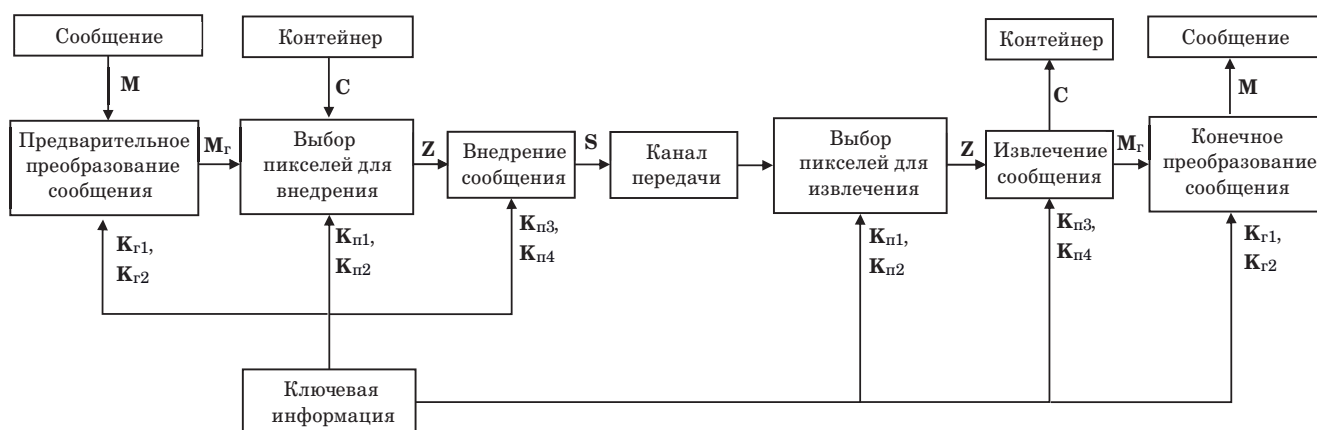 Сообщение
Контейнер
Контейнер
Сообщение
M
C
C
M
Предварительное
преобразование
сообщения
Mг
Выбор
пикселей для
внедрения
Z
Внедрение
сообщения
S
Канал
передачи
Выбор
пикселей для
извлечения
Z
Извлечение
сообщения
Mг
Конечное
преобразование
сообщения
Kг1,
Kг2
Kп1,
Kп2
Kп3,
Kп4
Kп1,
Kп2
Kп3,
Kп4
Kг1,
Kг2
Ключевая
информация